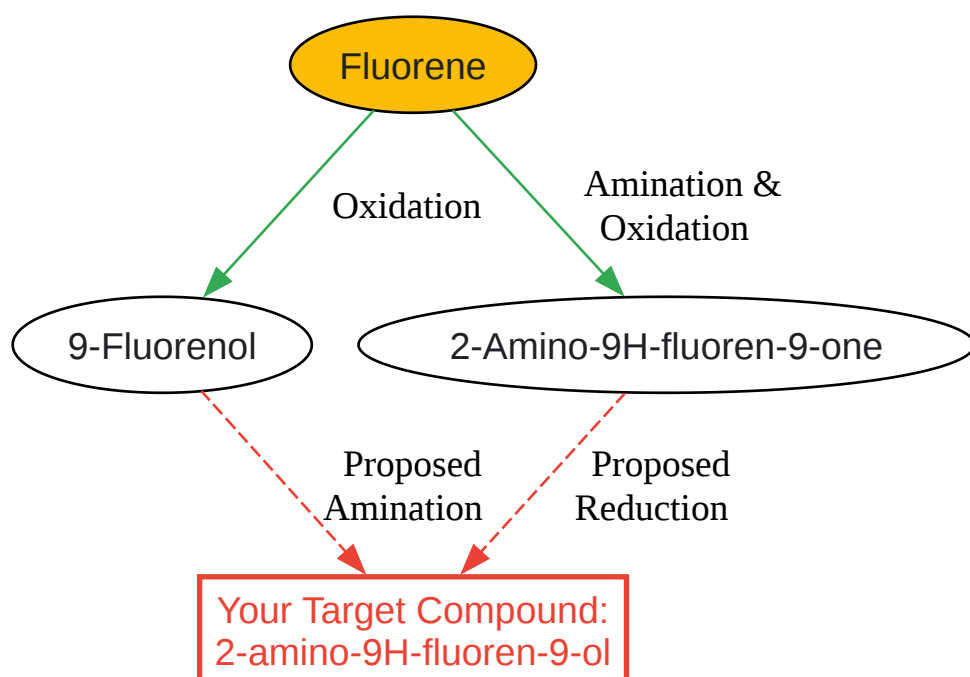 Fluorene
Oxidation
Amination &
Oxidation
9-Fluorenol
2-Amino-9H-fluoren-9-one
Proposed
Amination
Proposed
Reduction
Your Target Compound:
2-amino-9H-fluoren-9-ol